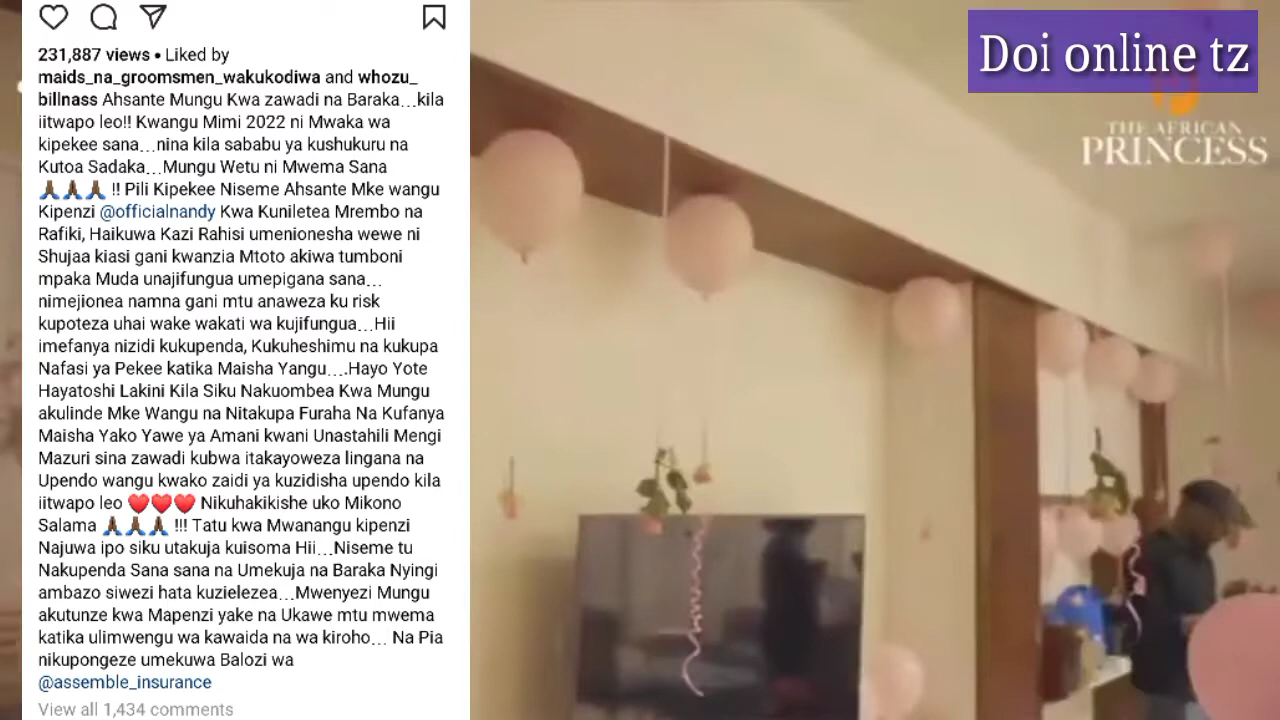 231,887 views • Liked by
maids_na_groomsmen_wakukodiwa and whozu_
billnass Ahsante Mungu Kwa zawadi na Baraka…kila
iitwapo leo!! Kwangu Mimi 2022 ni Mwaka wa
kipekee sana…nina kila sababu ya kushukuru na
Kutoa Sadaka…Mungu Wetu ni Mwema Sana
🙏🏿🙏🏿🙏🏿 !! Pili Kipekee Niseme Ahsante Mke wangu
Kipenzi @officialnandy Kwa Kuniletea Mrembo na
Rafiki, Haikuwa Kazi Rahisi umenionesha wewe ni
Shujaa kiasi gani kwanzia Mtoto akiwa tumboni
mpaka Muda unajifungua umepigana sana…
nimejionea namna gani mtu anaweza ku risk
kupoteza uhai wake wakati wa kujifungua…Hii
imefanya nizidi kukupenda, Kukuheshimu na kukupa
Nafasi ya Pekee katika Maisha Yangu….Hayo Yote
Hayatoshi Lakini Kila Siku Nakuombea Kwa Mungu
akulinde Mke Wangu na Nitakupa Furaha Na Kufanya
Maisha Yako Yawe ya Amani kwani Unastahili Mengi
Mazuri sina zawadi kubwa itakayoweza lingana na
Upendo wangu kwako zaidi ya kuzidisha upendo kila
iitwapo leo ❤️❤️❤️ Nikuhakikishe uko Mikono
Salama 🙏🏿🙏🏿🙏🏿 !!! Tatu kwa Mwanangu kipenzi
Najuwa ipo siku utakuja kuisoma Hii…Niseme tu
Nakupenda Sana sana na Umekuja na Baraka Nyingi
ambazo siwezi hata kuzielezea…Mwenyezi Mungu
akutunze kwa Mapenzi yake na Ukawe mtu mwema
katika ulimwengu wa kawaida na wa kiroho… Na Pia
nikupongeze umekuwa Balozi wa
@assemble_insurance
View all 1,434 comments
Doi online tz
THE AFRICAN
PRINCESS